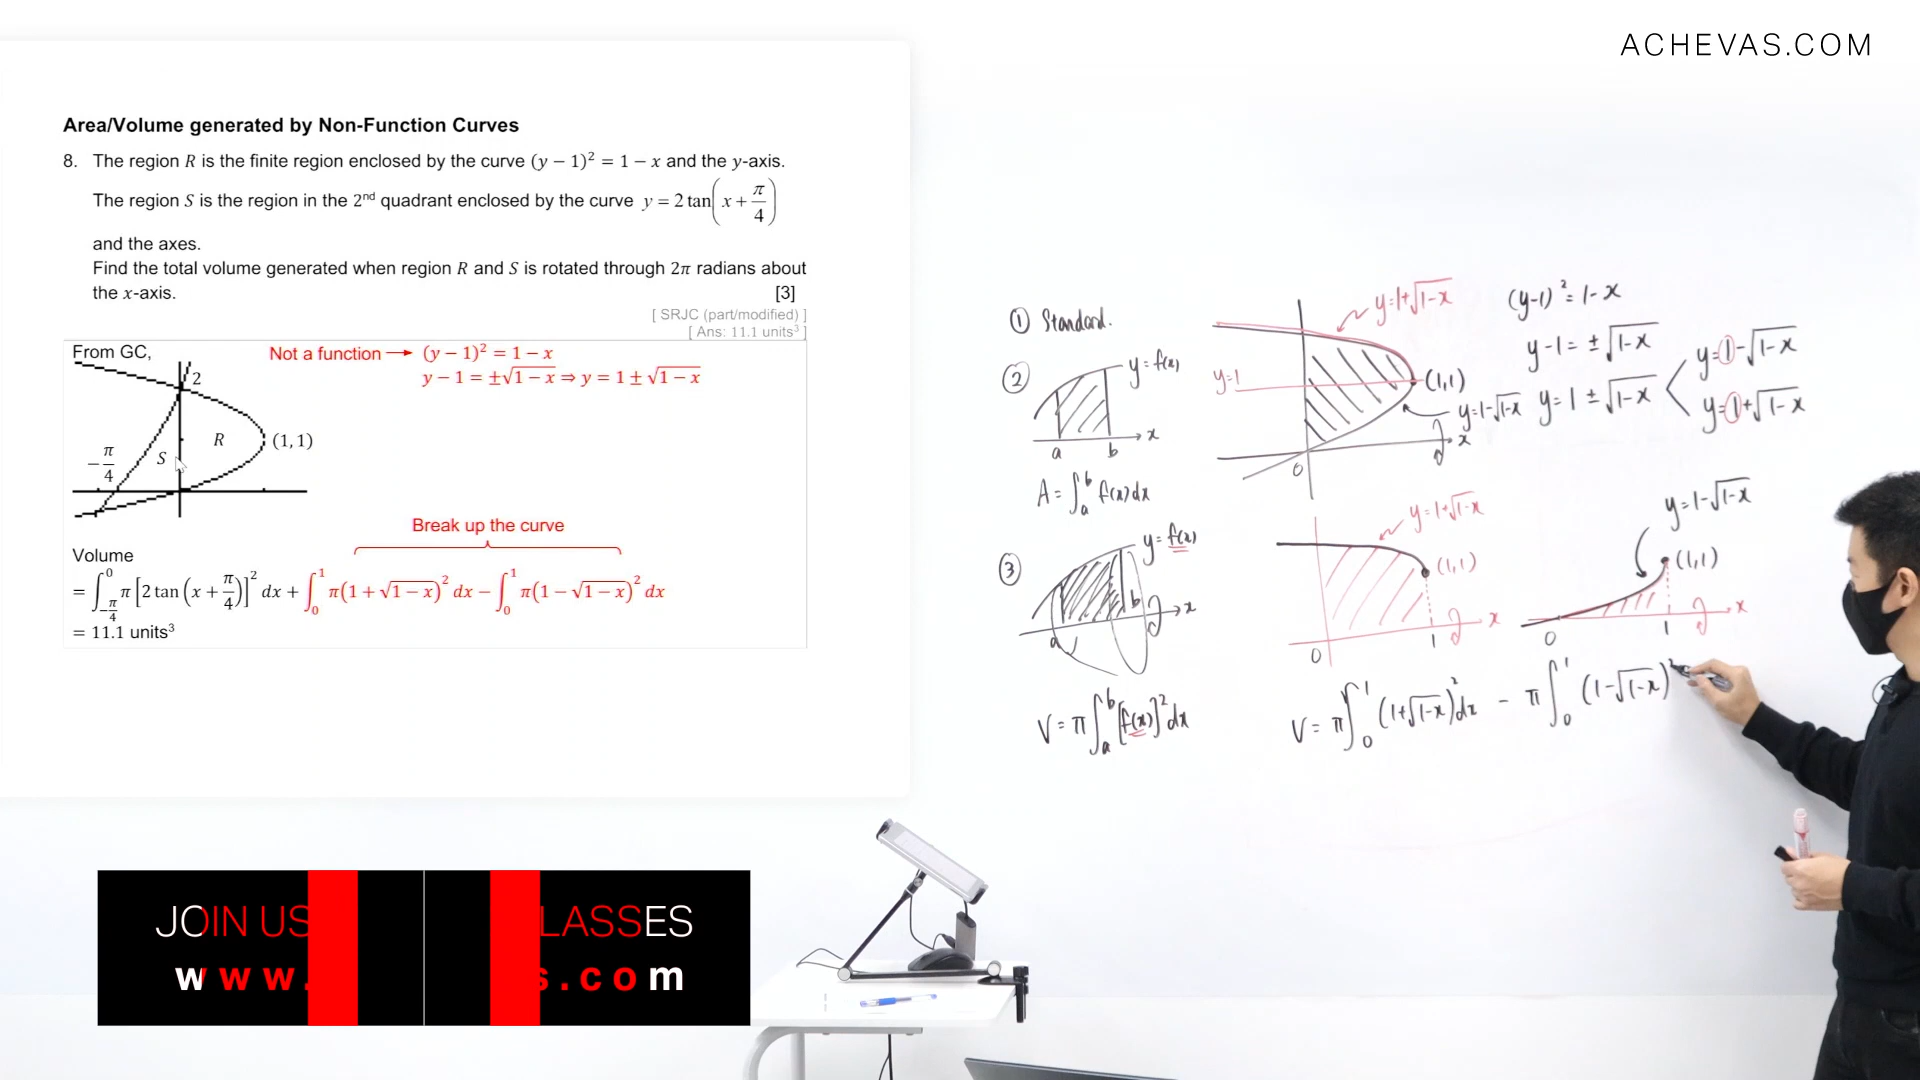 ACHEVAS.COM
Area/Volume generated by Non-Function Curves
8. The region R is the finite region enclosed by the curve (y − 1)² = 1 − x and the y-axis.
The region S is the region in the 2nd quadrant enclosed by the curve y = 2 tan(x + π/4)
and the axes.
Find the total volume generated when region R and S is rotated through 2π radians about
the x-axis. [3]
[ SRJC (part/modified) ]
[ Ans: 11.1 units³ ]
From GC,
Not a function → (y − 1)² = 1 − x
y − 1 = ±√(1 − x) ⇒ y = 1 ± √(1 − x)
2
R
(1, 1)
S
−π/4
Break up the curve
Volume
= ∫_{−π/4}^{0} π [2 tan (x + π/4)]² dx + ∫_0^1 π(1 + √(1 − x))² dx − ∫_0^1 π(1 − √(1 − x))² dx
= 11.1 units³
① Standard.
②
y = f(x)
x
a b
A = ∫_a^b f(x) dx
③
y = f(x)
x
a
b
V = π ∫_a^b [f(x)]² dx
y=1+√(1-x)
y=1
(1,1)
y=1-√(1-x)
x
0
(y-1)² = 1-x
y-1 = ±√(1-x)
y = 1 ± √(1-x)
y=1-√(1-x)
y=1+√(1-x)
y=1+√(1-x)
(1,1)
x
0
1
y=1-√(1-x)
(1,1)
x
0
1
V = π ∫_0^1 (1+√(1-x))² dx - π ∫_0^1 (1-√(1-x))²
JOIN US LASSES
www. s.com